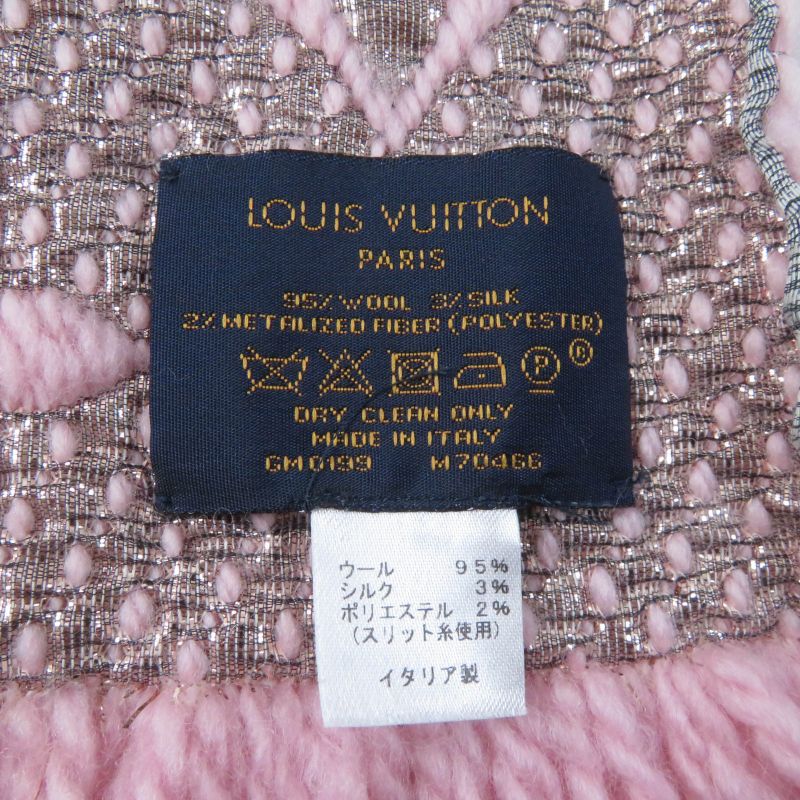 LOUIS VUITTON
PARIS
95% WOOL 3% SILK
2% METALIZED FIBER (POLYESTER)
P ®
DRY CLEAN ONLY
MADE IN ITALY
GM0199 M70466
ウール 95%
シルク 3%
ポリエステル 2%
(スリット糸使用)
イタリア製